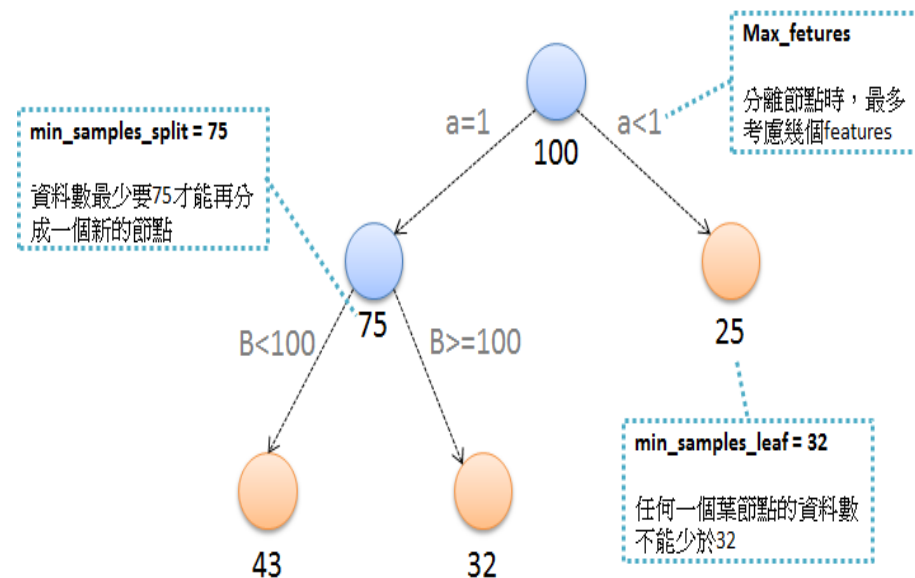 Max_fetures
分離節點時，最多
考慮幾個features
min_samples_split = 75
資料數最少要75才能再分
成一個新的節點
a=1
a<1
100
75
25
B<100
B>=100
min_samples_leaf = 32
任何一個葉節點的資料數
不能少於32
43
32